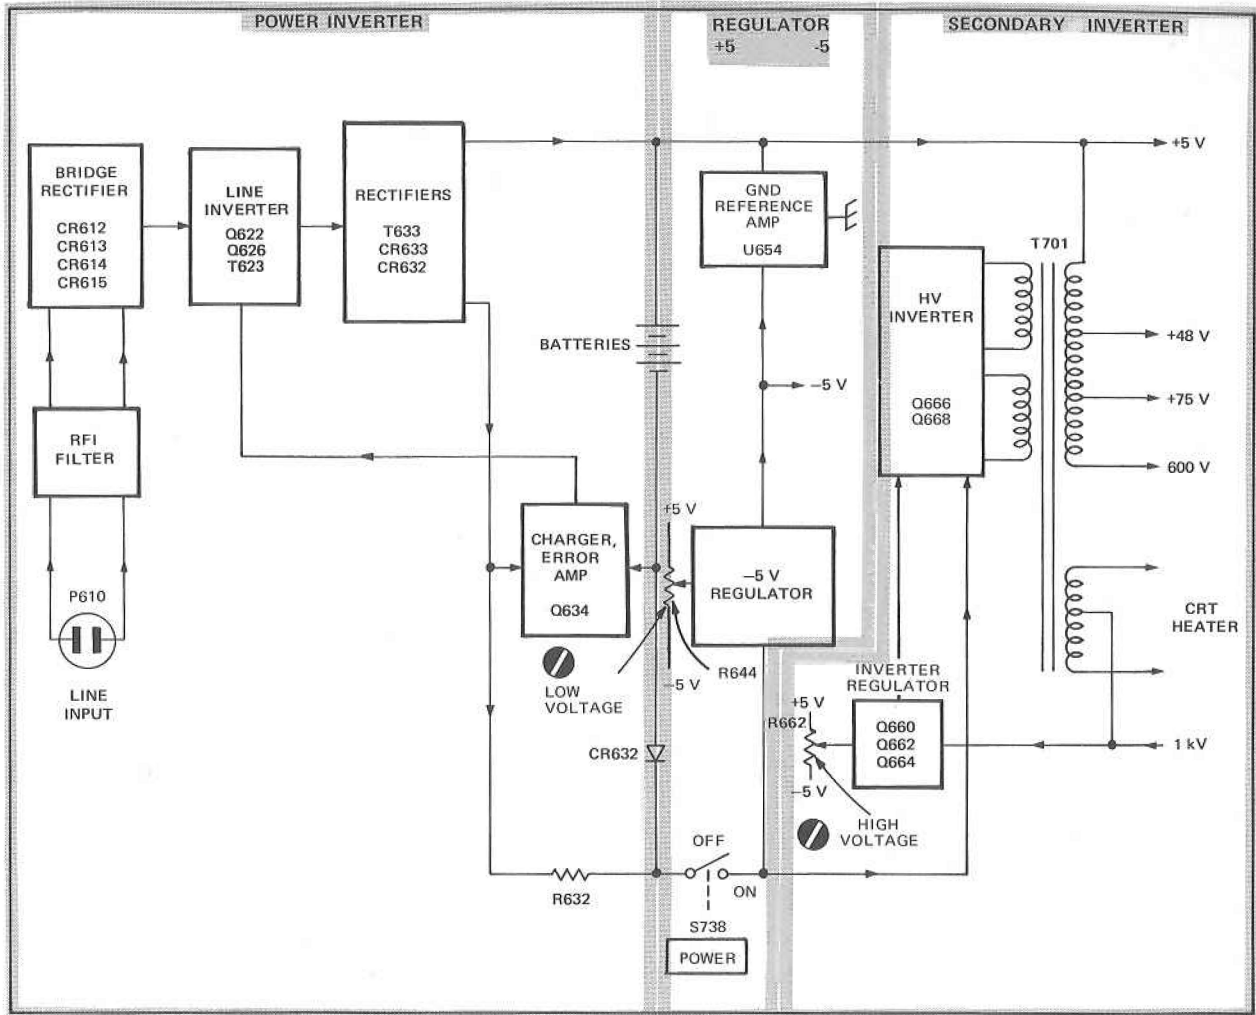 POWER INVERTER
REGULATOR
+5 -5
SECONDARY INVERTER
BRIDGE
RECTIFIER
CR612
CR613
CR614
CR615
LINE
INVERTER
Q622
Q626
T623
RECTIFIERS
T633
CR633
CR632
GND
REFERENCE
AMP
U654
+5 V
T701
HV
INVERTER
Q666
Q668
+48 V
+75 V
600 V
BATTERIES
−5 V
RFI
FILTER
CHARGER,
ERROR
AMP
Q634
+5 V
−5 V
R644
−5 V
REGULATOR
LOW
VOLTAGE
P610
LINE
INPUT
CRT
HEATER
INVERTER
REGULATOR
+5 V
R662
−5 V
Q660
Q662
Q664
1 kV
HIGH
VOLTAGE
CR632
R632
OFF
ON
S738
POWER